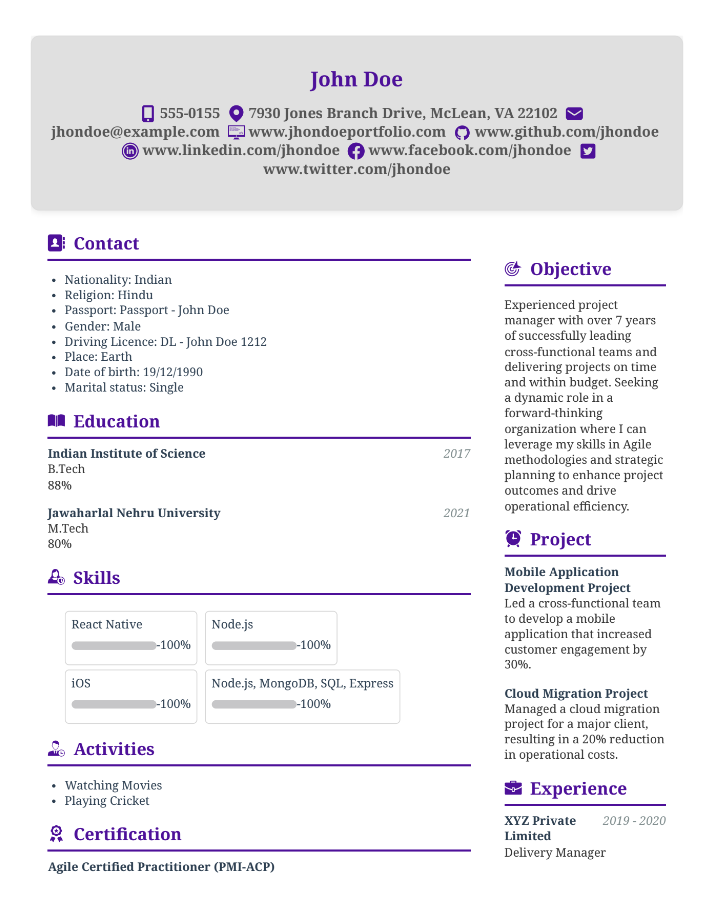 John Doe
555-0155 7930 Jones Branch Drive, McLean, VA 22102
jhondoe@example.com www.jhondoeportfolio.com www.github.com/jhondoe
www.linkedin.com/jhondoe www.facebook.com/jhondoe
www.twitter.com/jhondoe
Contact
• Nationality: Indian
• Religion: Hindu
• Passport: Passport - John Doe
• Gender: Male
• Driving Licence: DL - John Doe 1212
• Place: Earth
• Date of birth: 19/12/1990
• Marital status: Single
Education
Indian Institute of Science 2017
B.Tech
88%
Jawaharlal Nehru University 2021
M.Tech
80%
Skills
React Native
-100%
Node.js
-100%
iOS
-100%
Node.js, MongoDB, SQL, Express
-100%
Activities
• Watching Movies
• Playing Cricket
Certification
Agile Certified Practitioner (PMI-ACP)
Objective
Experienced project
manager with over 7 years
of successfully leading
cross-functional teams and
delivering projects on time
and within budget. Seeking
a dynamic role in a
forward-thinking
organization where I can
leverage my skills in Agile
methodologies and strategic
planning to enhance project
outcomes and drive
operational efficiency.
Project
Mobile Application
Development Project
Led a cross-functional team
to develop a mobile
application that increased
customer engagement by
30%.
Cloud Migration Project
Managed a cloud migration
project for a major client,
resulting in a 20% reduction
in operational costs.
Experience
XYZ Private 2019 - 2020
Limited
Delivery Manager